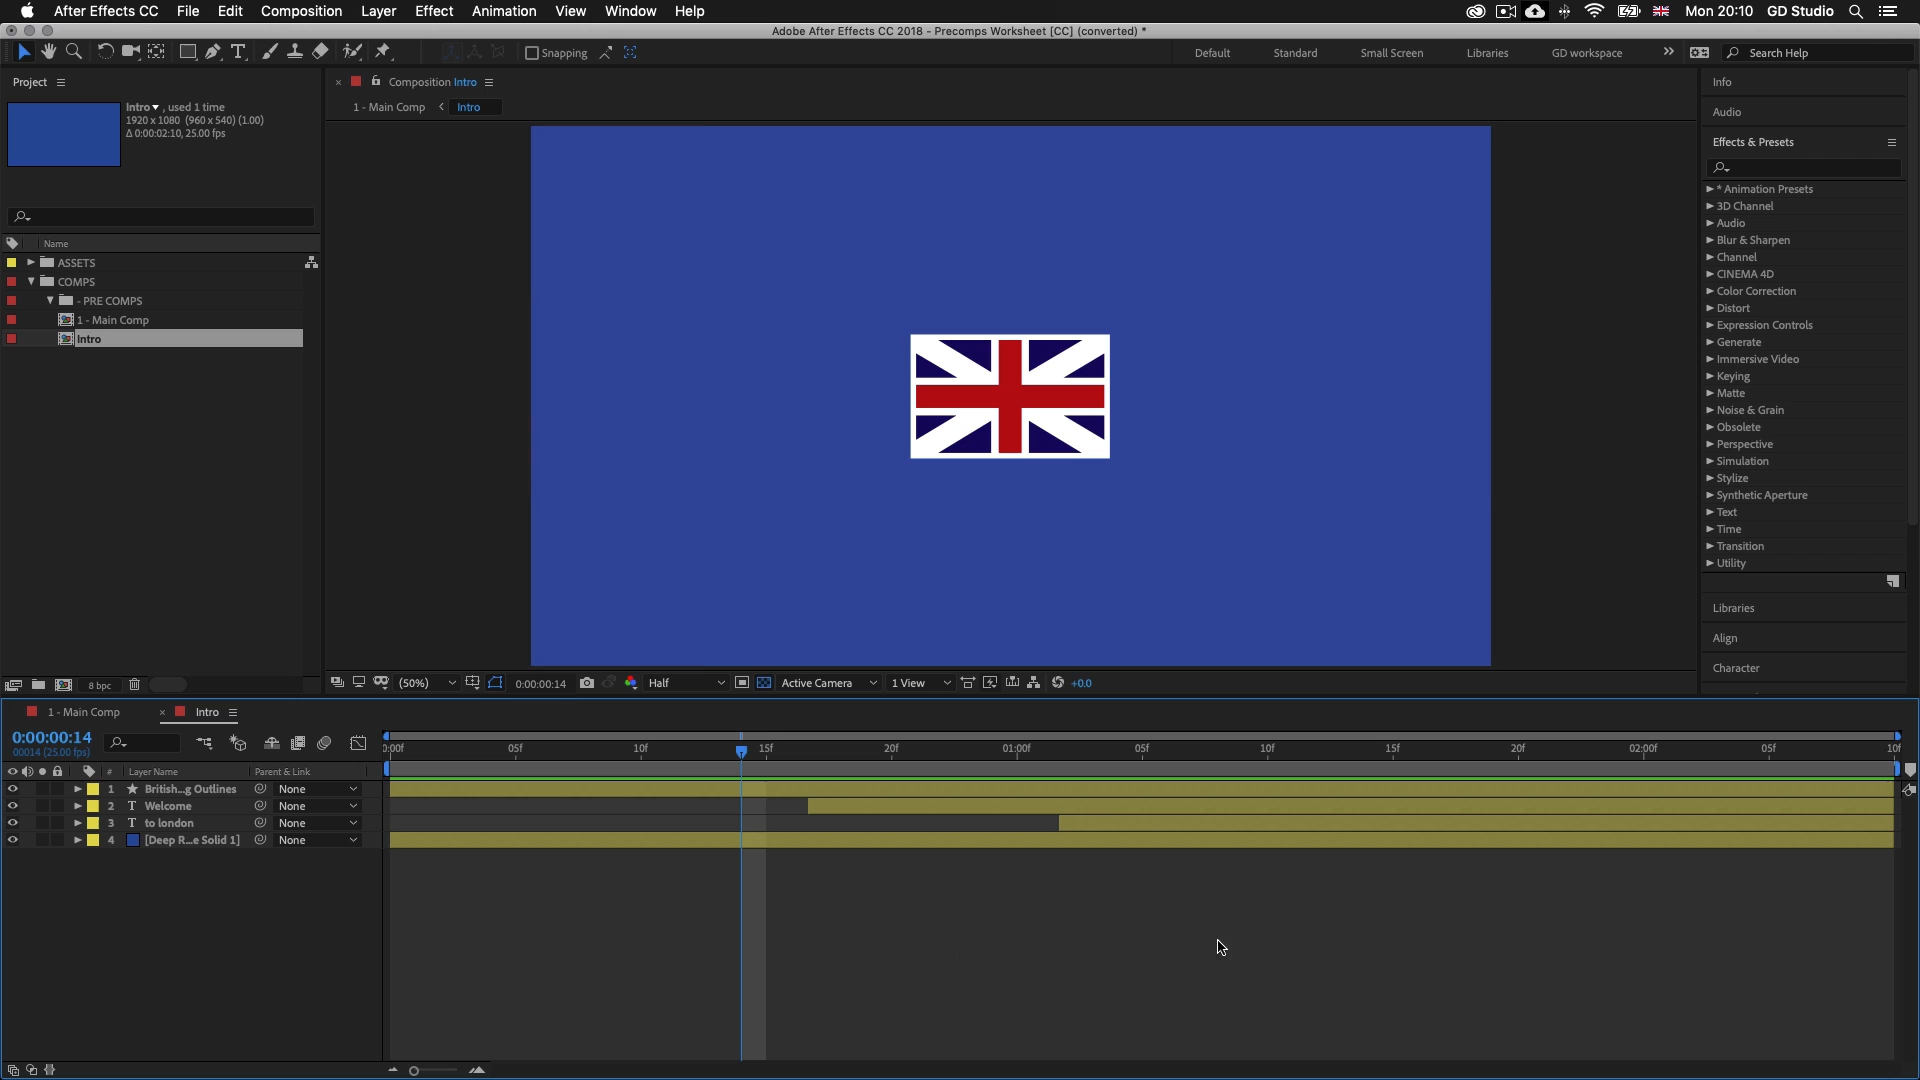 After Effects CC File Edit Composition Layer Effect Animation View Window Help Mon 20:10 GD Studio
Adobe After Effects CC 2018 - Precomps Worksheet [CC] (converted) *
Snapping Default Standard Small Screen Libraries GD workspace Search Help
Project
Intro , used 1 time
1920 x 1080 (960 x 540) (1.00)
Δ 0:00:02:10, 25.00 fps
Name
ASSETS
COMPS
- PRE COMPS
1 - Main Comp
Intro
8 bpc
Composition Intro
1 - Main Comp Intro
(50%) 0:00:00:14 Half Active Camera 1 View +0.0
Info
Audio
Effects & Presets
* Animation Presets
3D Channel
Audio
Blur & Sharpen
Channel
CINEMA 4D
Color Correction
Distort
Expression Controls
Generate
Immersive Video
Keying
Matte
Noise & Grain
Obsolete
Perspective
Simulation
Stylize
Synthetic Aperture
Text
Time
Transition
Utility
Libraries
Align
Character
1 - Main Comp Intro
0:00:00:14
00014 (25.00 fps)
0:00f 05f 10f 15f 20f 01:00f 05f 10f 15f 20f 02:00f 05f 10f
# Layer Name Parent & Link
1 British...g Outlines None
2 T Welcome None
3 T to london None
4 [Deep R...e Solid 1] None